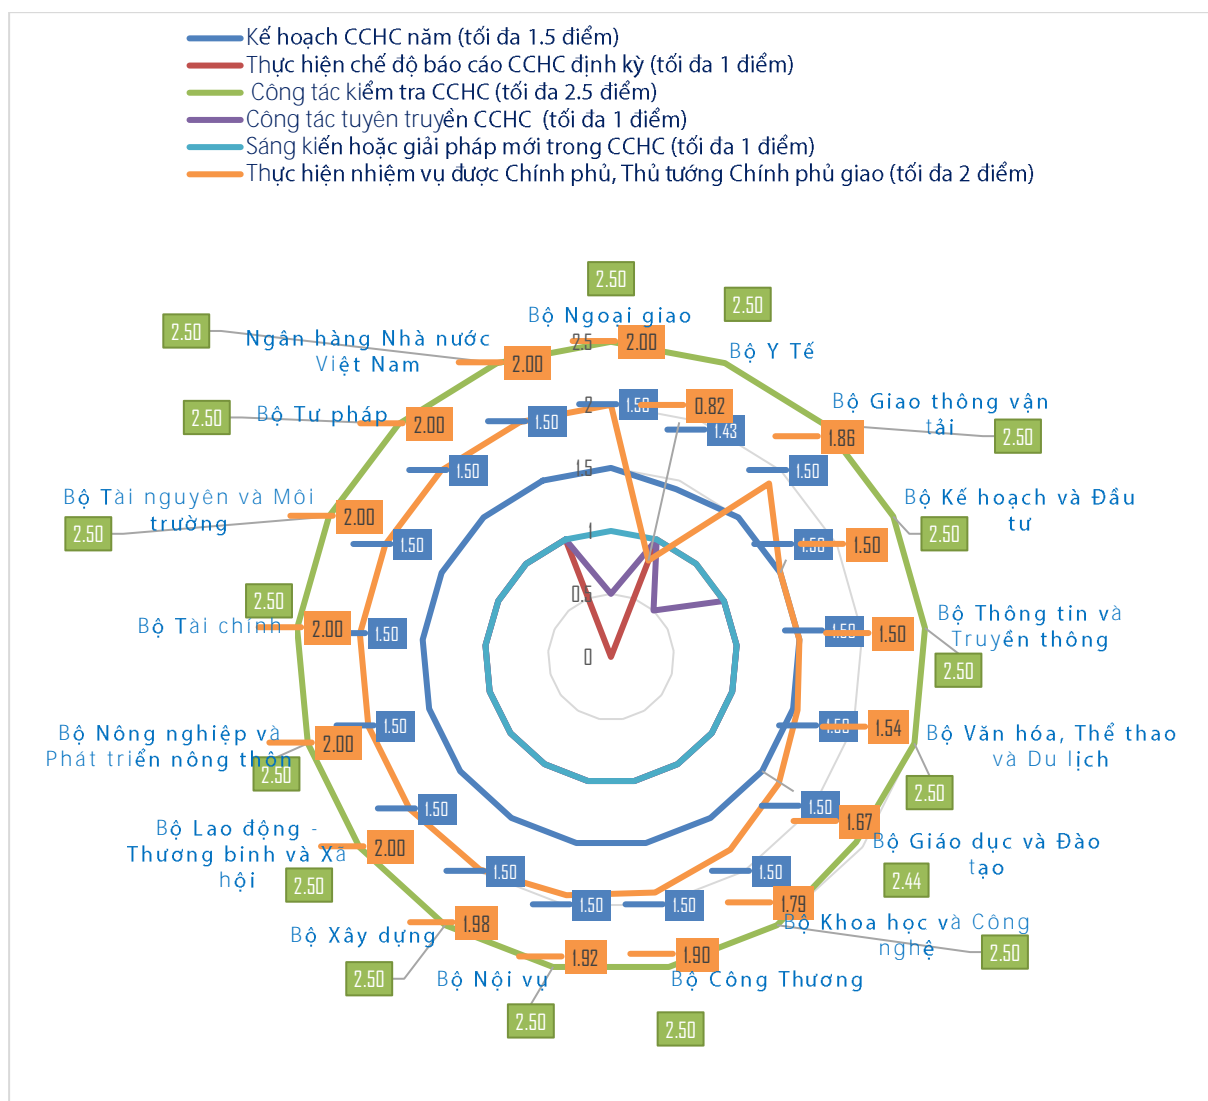 Kế hoạch CCHC năm (tối đa 1.5 điểm)
Thực hiện chế độ báo cáo CCHC định kỳ (tối đa 1 điểm)
Công tác kiểm tra CCHC (tối đa 2.5 điểm)
Công tác tuyên truyền CCHC (tối đa 1 điểm)
Sáng kiến hoặc giải pháp mới trong CCHC (tối đa 1 điểm)
Thực hiện nhiệm vụ được Chính phủ, Thủ tướng Chính phủ giao (tối đa 2 điểm)
2.50
2.50
Bộ Ngoại giao
2.50
Ngân hàng Nhà nước
Việt Nam
2.5
2.00
2.00
Bộ Y Tế
2.50
Bộ Tư pháp
2.00
1.50
2
1.50
0.82
1.43
Bộ Giao thông vận
tải
1.86
2.50
1.50
1.5
1.50
Bộ Tài nguyên và Môi
trường
2.50
2.00
1.50
1
1.50
1.50
Bộ Kế hoạch và Đầu
tư
2.50
2.50
Bộ Tài chính
2.00
1.50
0.5
0
1.50
1.50
Bộ Thông tin và
Truyền thông
2.50
Bộ Nông nghiệp và
Phát triển nông thôn
2.00
2.50
1.50
1.50
1.54
Bộ Văn hóa, Thể thao
và Du lịch
2.50
1.50
1.50
1.67
Bộ Lao động -
Thương binh và Xã
hội
2.00
2.50
Bộ Giáo dục và Đào
tạo
2.44
1.50
1.50
1.50
1.50
1.79
Bộ Xây dựng
1.98
2.50
Bộ Khoa học và Công
nghệ
2.50
Bộ Nội vụ
1.92
2.50
1.90
Bộ Công Thương
2.50